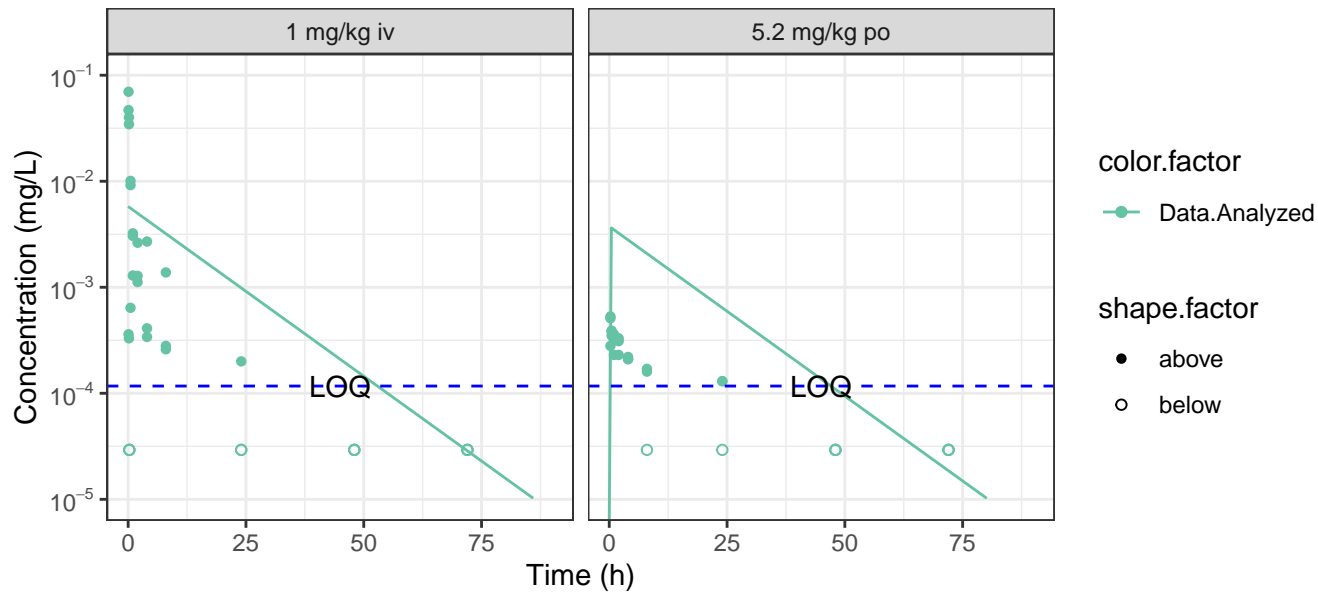 1 mg/kg iv
5.2 mg/kg po
10⁻¹
10⁻²
10⁻³
10⁻⁴
10⁻⁵
Concentration (mg/L)
LOQ
LOQ
0
25
50
75
0
25
50
75
Time (h)
color.factor
Data.Analyzed
shape.factor
above
below